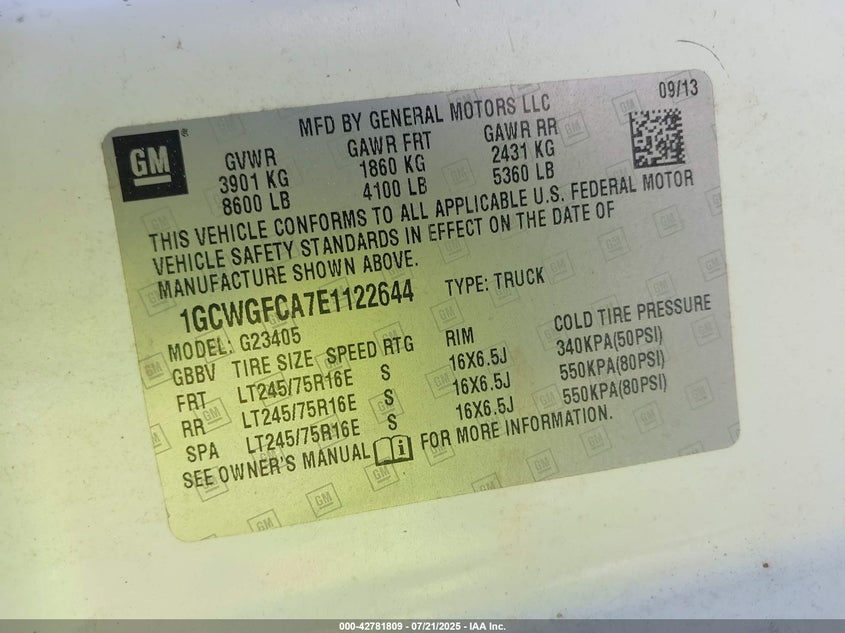 GM
®
MFD BY GENERAL MOTORS LLC
09/13
GVWR GAWR FRT GAWR RR
3901 KG 1860 KG 2431 KG
8600 LB 4100 LB 5360 LB
THIS VEHICLE CONFORMS TO ALL APPLICABLE U.S. FEDERAL MOTOR
VEHICLE SAFETY STANDARDS IN EFFECT ON THE DATE OF
MANUFACTURE SHOWN ABOVE.
1GCWGFCA7E1122644 TYPE: TRUCK
MODEL: G23405
GBBV TIRE SIZE SPEED RTG RIM COLD TIRE PRESSURE
FRT LT245/75R16E S 16X6.5J 340KPA(50PSI)
RR LT245/75R16E S 16X6.5J 550KPA(80PSI)
SPA LT245/75R16E S 16X6.5J 550KPA(80PSI)
SEE OWNER'S MANUAL i FOR MORE INFORMATION.
000-42781809 - 07/21/2025 - IAA Inc.